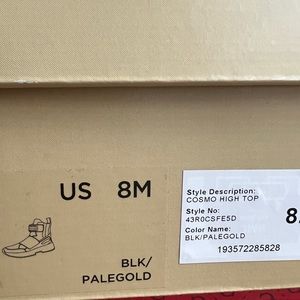 US 8M
BLK/
PALEGOLD
Style Description:
COSMO HIGH TOP
Style No:
43R0CSFE5D
Color Name:
BLK/PALEGOLD
193572285828